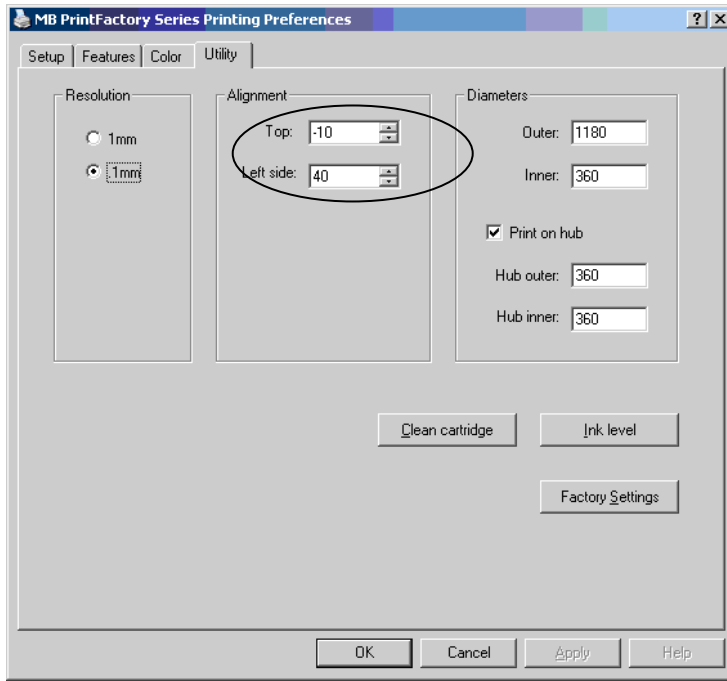 MB PrintFactory Series Printing Preferences
Setup Features Color Utility
Resolution
1mm
.1mm
Alignment
Top: -10
Left side: 40
Diameters
Outer: 1180
Inner: 360
Print on hub
Hub outer: 360
Hub inner: 360
Clean cartridge Ink level
Factory Settings
OK Cancel Apply Help